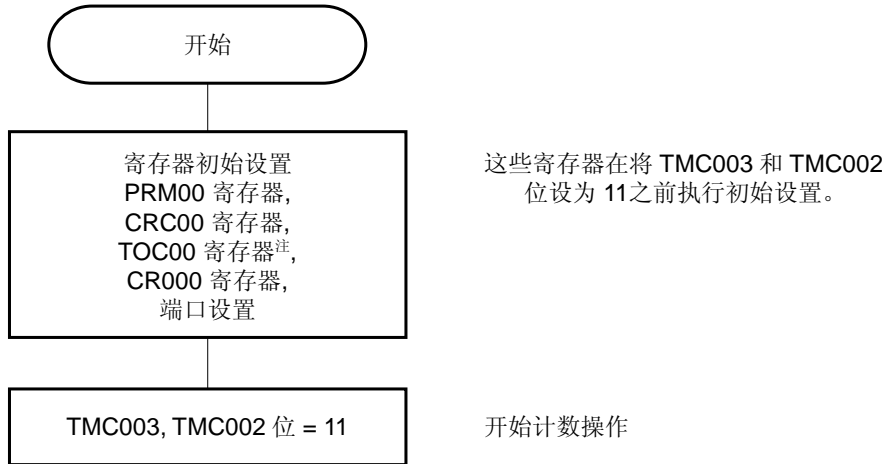 开始
寄存器初始设置
PRM00 寄存器,
CRC00 寄存器,
TOC00 寄存器注,
CR000 寄存器,
端口设置
这些寄存器在将 TMC003 和 TMC002
位设为 11之前执行初始设置。
TMC003, TMC002 位 = 11
开始计数操作